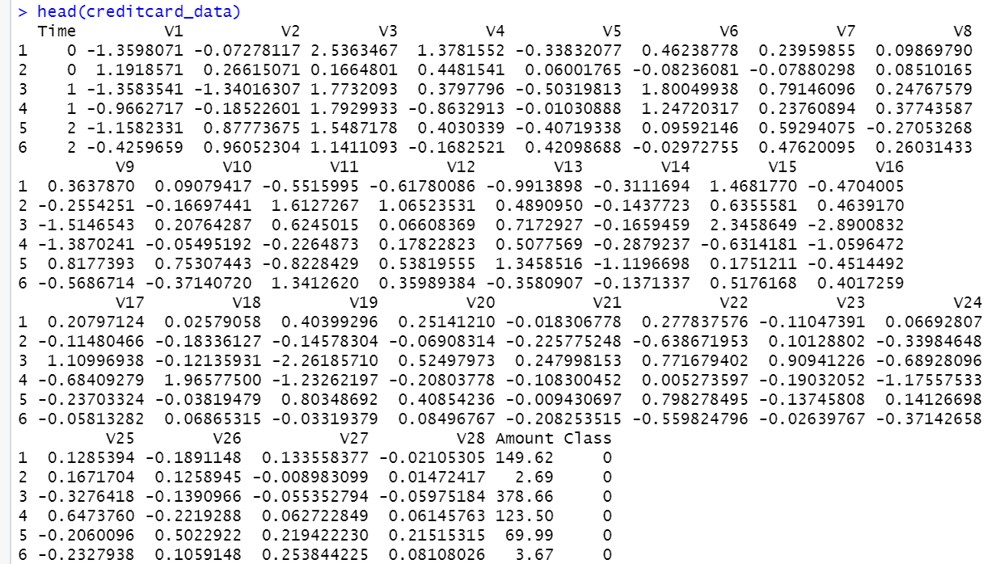 > head(creditcard_data)
  Time         V1          V2        V3         V4          V5          V6          V7          V8
1    0 -1.3598071 -0.07278117 2.5363467  1.3781552 -0.33832077  0.46238778  0.23959855  0.09869790
2    0  1.1918571  0.26615071 0.1664801  0.4481541  0.06001765 -0.08236081 -0.07880298  0.08510165
3    1 -1.3583541 -1.34016307 1.7732093  0.3797796 -0.50319813  1.80049938  0.79146096  0.24767579
4    1 -0.9662717 -0.18522601 1.7929933 -0.8632913 -0.01030888  1.24720317  0.23760894  0.37743587
5    2 -1.1582331  0.87773675 1.5487178  0.4030339 -0.40719338  0.09592146  0.59294075 -0.27053268
6    2 -0.4259659  0.96052304 1.1411093 -0.1682521  0.42098688 -0.02972755  0.47620095  0.26031433
          V9         V10        V11         V12        V13        V14        V15        V16
1  0.3637870  0.09079417 -0.5515995 -0.61780086 -0.9913898 -0.3111694  1.4681770 -0.4704005
2 -0.2554251 -0.16697441  1.6127267  1.06523531  0.4890950 -0.1437723  0.6355581  0.4639170
3 -1.5146543  0.20764287  0.6245015  0.06608369  0.7172927 -0.1659459  2.3458649 -2.8900832
4 -1.3870241 -0.05495192 -0.2264873  0.17822823  0.5077569 -0.2879237 -0.6314181 -1.0596472
5  0.8177393  0.75307443 -0.8228429  0.53819555  1.3458516 -1.1196698  0.1751211 -0.4514492
6 -0.5686714 -0.37140720  1.3412620  0.35989384 -0.3580907 -0.1371337  0.5176168  0.4017259
          V17         V18         V19         V20          V21          V22         V23         V24
1  0.20797124  0.02579058  0.40399296  0.25141210 -0.018306778  0.277837576 -0.11047391  0.06692807
2 -0.11480466 -0.18336127 -0.14578304 -0.06908314 -0.225775248 -0.638671953  0.10128802 -0.33984648
3  1.10996938 -0.12135931 -2.26185710  0.52497973  0.247998153  0.771679402  0.90941226 -0.68928096
4 -0.68409279  1.96577500 -1.23262197 -0.20803778 -0.108300452  0.005273597 -0.19032052 -1.17557533
5 -0.23703324 -0.03819479  0.80348692  0.40854236 -0.009430697  0.798278495 -0.13745808  0.14126698
6 -0.05813282  0.06865315 -0.03319379  0.08496767 -0.208253515 -0.559824796 -0.02639767 -0.37142658
         V25        V26          V27         V28 Amount Class
1  0.1285394 -0.1891148  0.133558377 -0.02105305 149.62     0
2  0.1671704  0.1258945 -0.008983099  0.01472417   2.69     0
3 -0.3276418 -0.1390966 -0.055352794 -0.05975184 378.66     0
4  0.6473760 -0.2219288  0.062722849  0.06145763 123.50     0
5 -0.2060096  0.5022922  0.219422230  0.21515315  69.99     0
6 -0.2327938  0.1059148  0.253844225  0.08108026   3.67     0